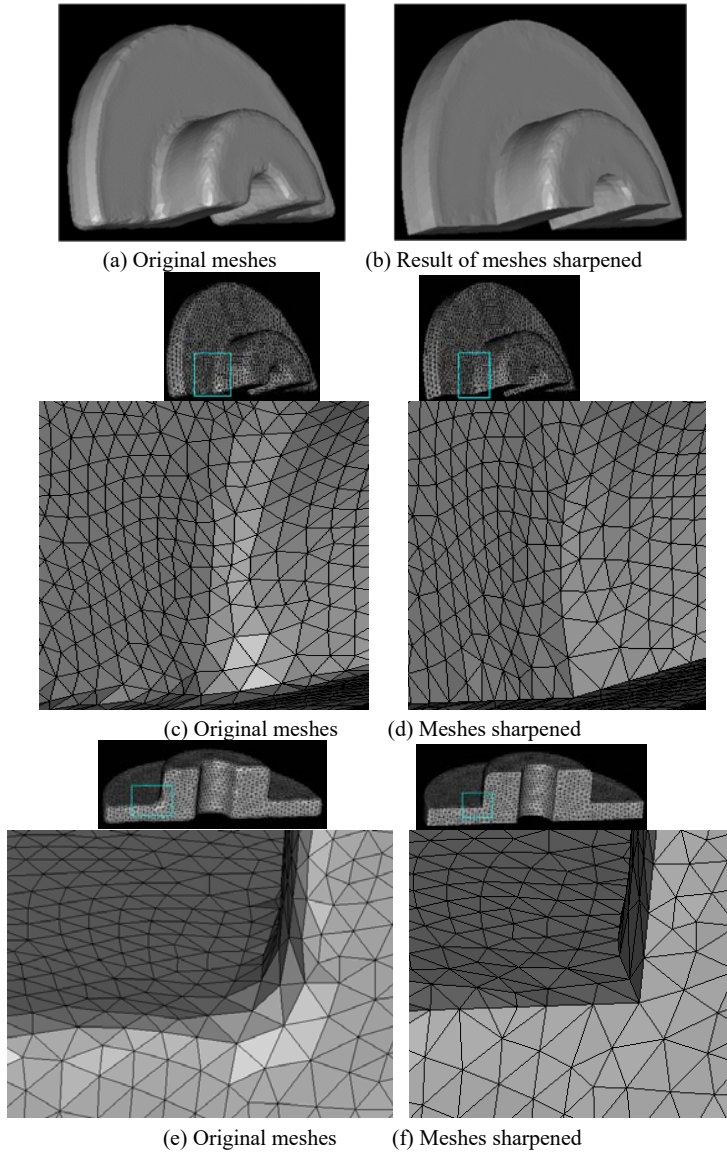 (a) Original meshes (b) Result of meshes sharpened
(c) Original meshes (d) Meshes sharpened
(e) Original meshes (f) Meshes sharpened